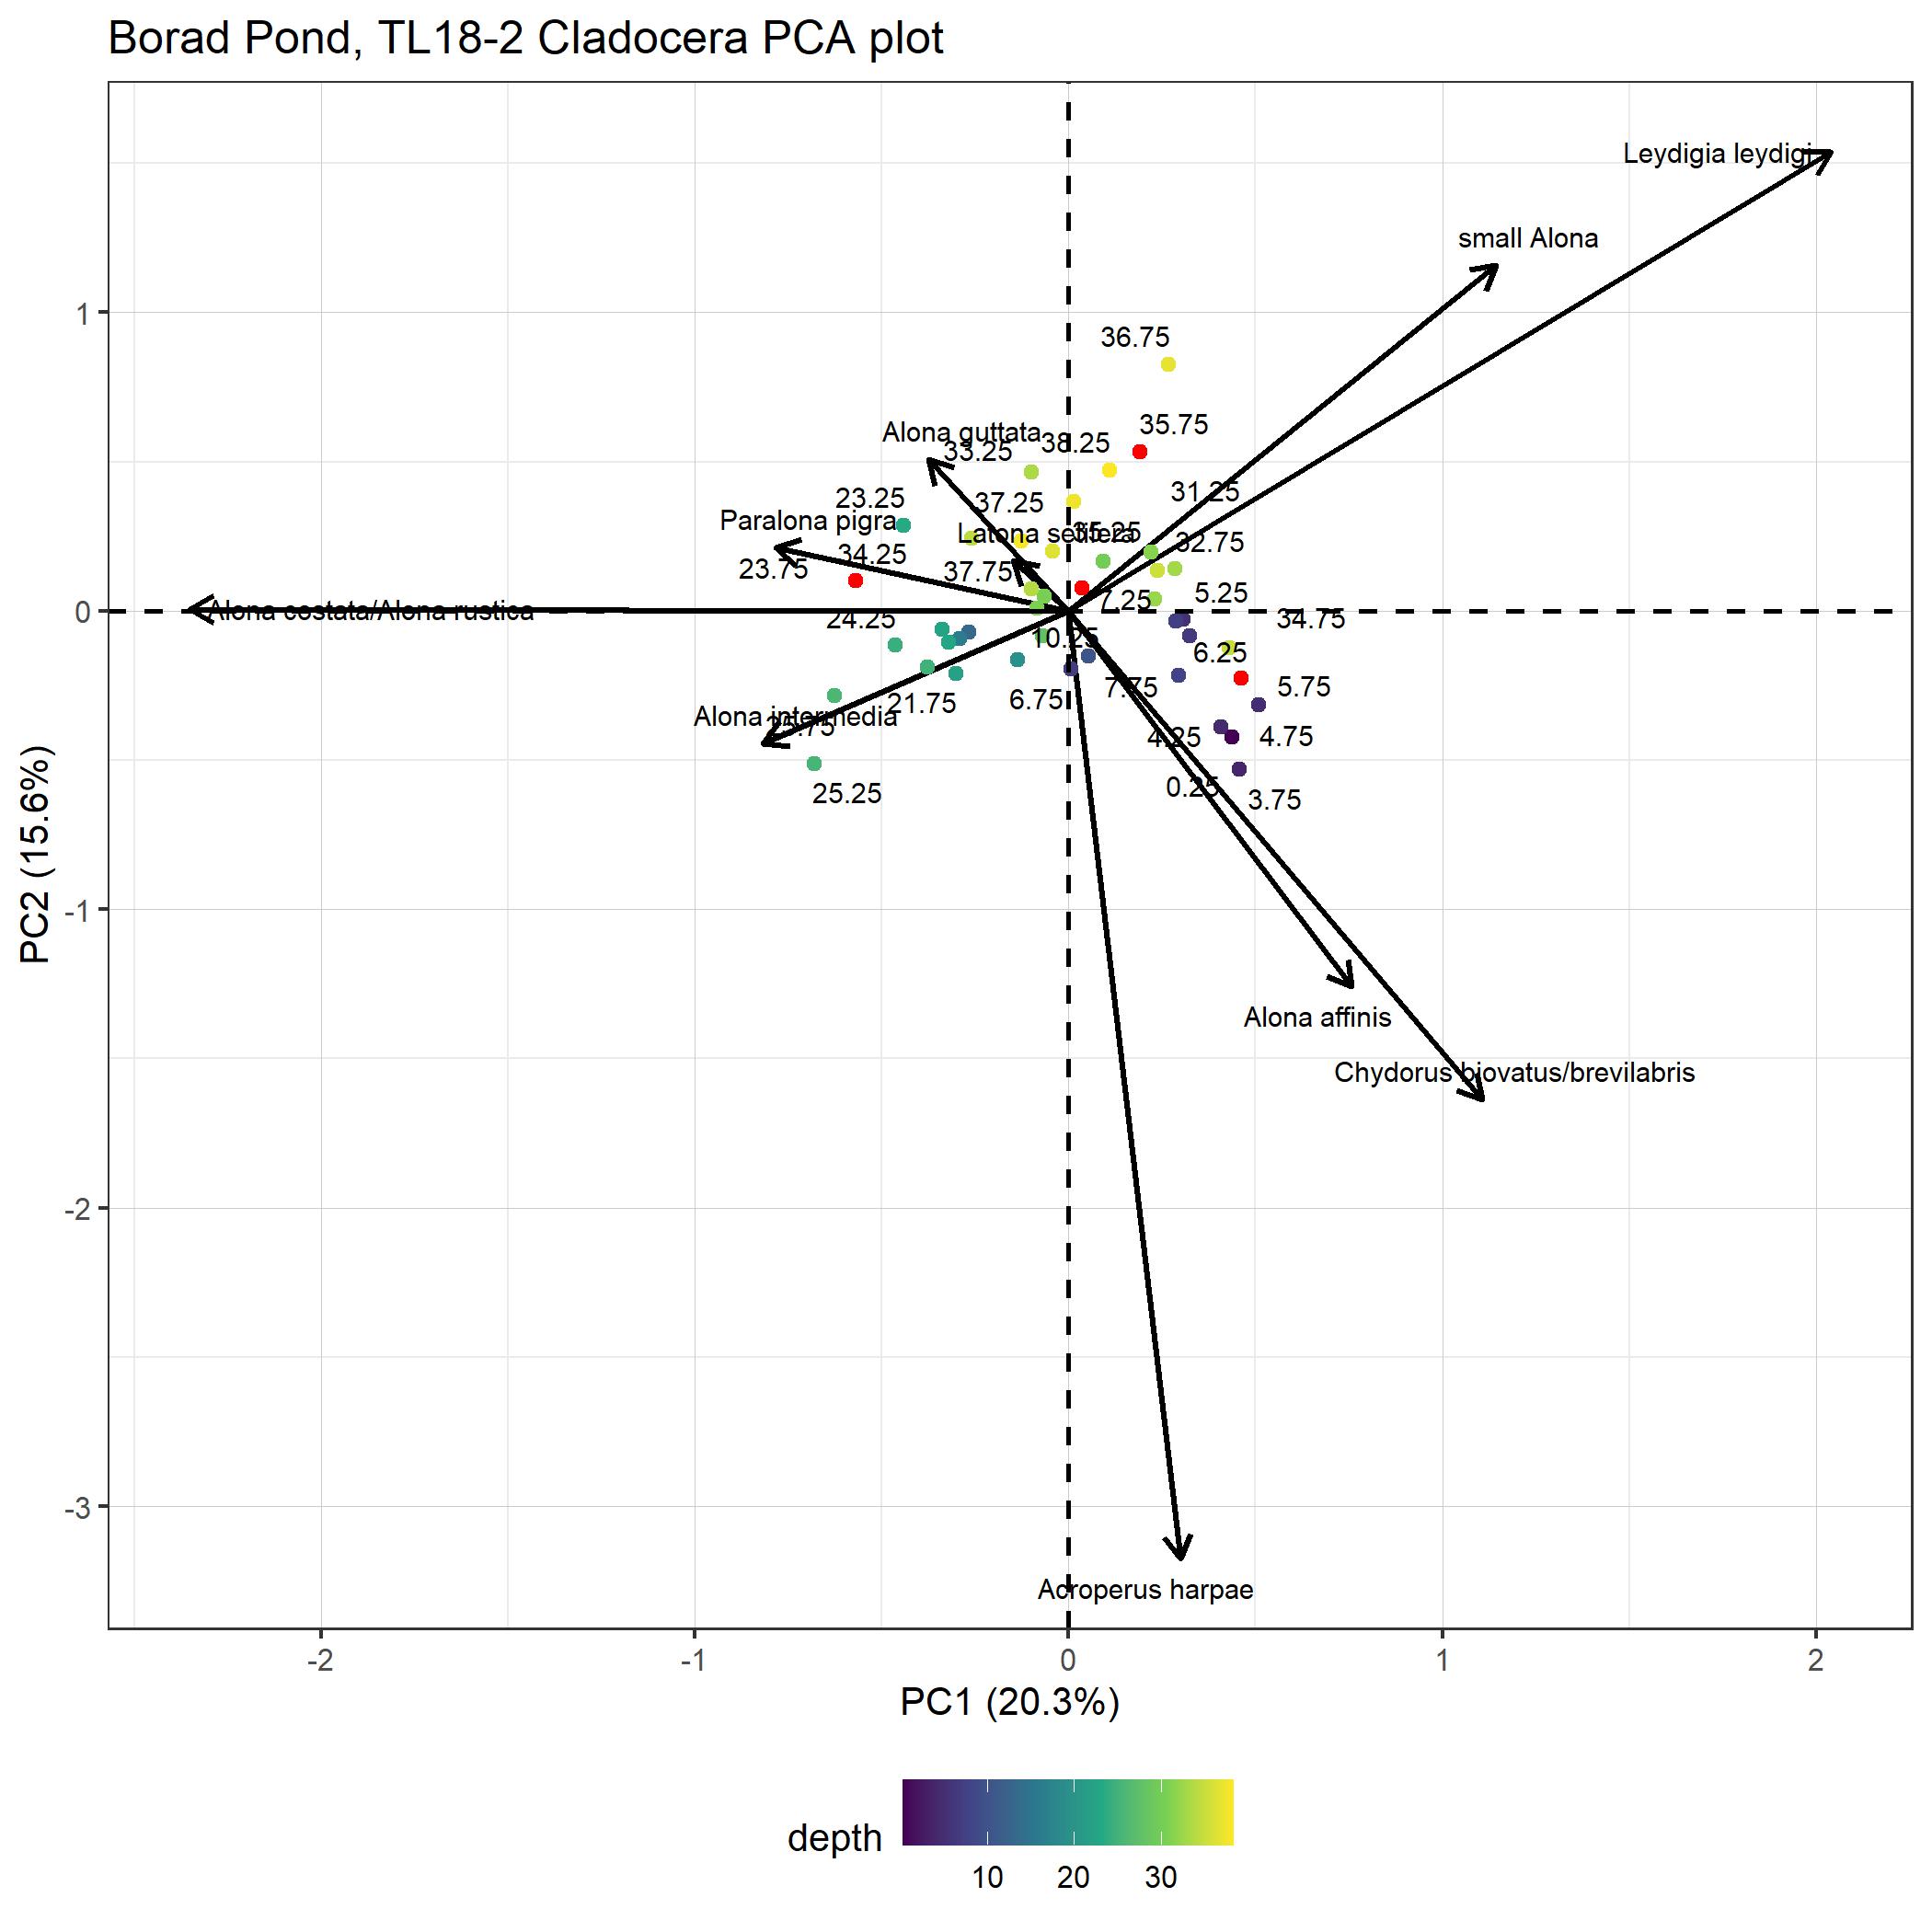 Borad Pond, TL18-2 Cladocera PCA plot
Leydigia leydigi
small Alona
36.75
35.75
Alona guttata
38.25
33.25
31.25
23.25
37.25
Paralona pigra
Latona setifera
35.25
32.75
34.25
23.75
37.75
7.25
5.25
Alona costata/Alona rustica
24.25
34.75
10.25
6.25
21.75
6.75
7.75
5.75
Alona intermedia
25.75
4.25
4.75
25.25
0.25
3.75
Alona affinis
Chydorus biovatus/brevilabris
Acroperus harpae
1
0
-1
-2
-3
PC2 (15.6%)
-2
-1
0
1
2
PC1 (20.3%)
depth
10
20
30